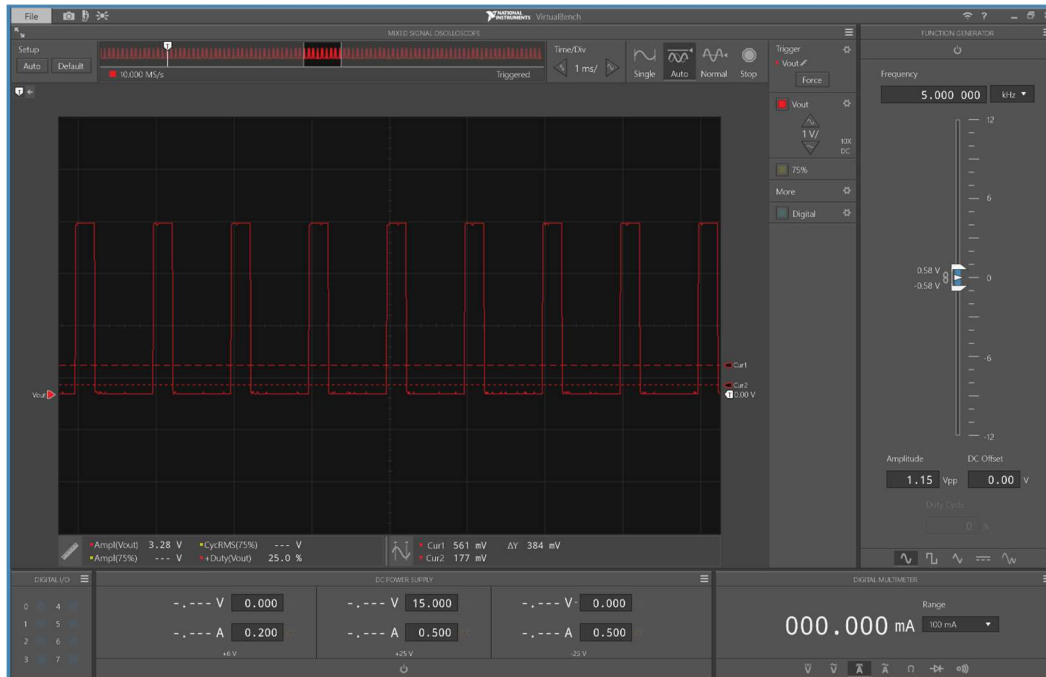 File
NATIONAL INSTRUMENTS VirtualBench
?
MIXED SIGNAL OSCILLOSCOPE
Setup
Auto Default
10.000 MS/s
Triggered
Time/Div
1 ms/
Single Auto Normal Stop
Trigger
Vout
Force
Vout
1 V/
10X
DC
75%
More
Digital
T
T
Vout
Cur1
Cur2
T 0.00 V
Ampl(Vout) 3.28 V CycRMS(75%) --- V
Ampl(75%) --- V +Duty(Vout) 25.0 %
Cur1 561 mV ΔY 384 mV
Cur2 177 mV
FUNCTION GENERATOR
Frequency
5.000 000 kHz
12
6
0.58 V
-0.58 V
0
-6
-12
Amplitude DC Offset
1.15 Vpp 0.00 V
Duty Cycle
0 %
DIGITAL I/O
0 4
1 5
2 6
3 7
DC POWER SUPPLY
-.--- V 0.000
-.--- A 0.200
+6 V
-.--- V 15.000
-.--- A 0.500
+25 V
-.--- V -0.000
-.--- A 0.500
-25 V
DIGITAL MULTIMETER
000.000 mA
Range
100 mA
V V A A Ω